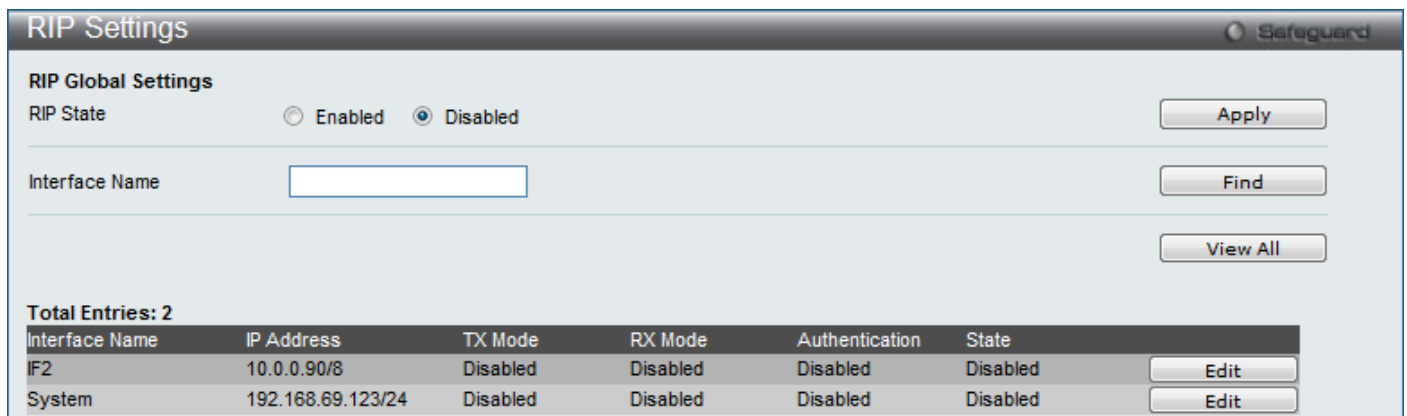 RIP Settings
Safeguard
RIP Global Settings
RIP State Enabled Disabled Apply
Interface Name Find
View All
Total Entries: 2
Interface Name IP Address TX Mode RX Mode Authentication State
IF2 10.0.0.90/8 Disabled Disabled Disabled Disabled Edit
System 192.168.69.123/24 Disabled Disabled Disabled Disabled Edit